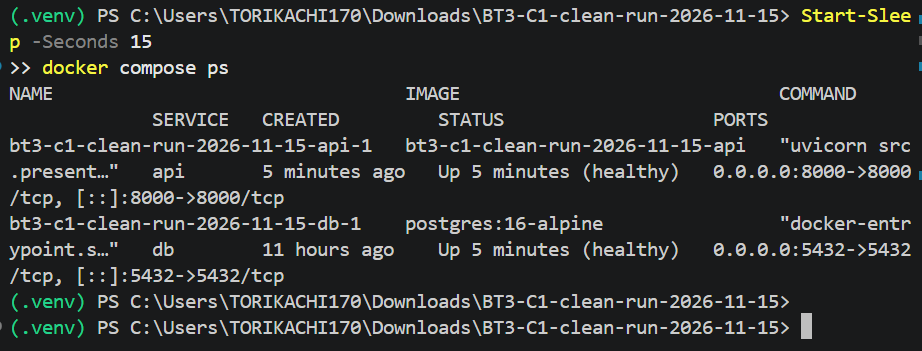 (.venv) PS C:\Users\TORIKACHI170\Downloads\BT3-C1-clean-run-2026-11-15> Start-Slee
p -Seconds 15
>> docker compose ps
NAME                             IMAGE                            COMMAND
           SERVICE   CREATED         STATUS                   PORTS
bt3-c1-clean-run-2026-11-15-api-1   bt3-c1-clean-run-2026-11-15-api   "uvicorn src
.present…"   api       5 minutes ago   Up 5 minutes (healthy)   0.0.0.0:8000->8000
/tcp, [::]:8000->8000/tcp
bt3-c1-clean-run-2026-11-15-db-1    postgres:16-alpine                "docker-entr
ypoint.s…"   db        11 hours ago    Up 5 minutes (healthy)   0.0.0.0:5432->5432
/tcp, [::]:5432->5432/tcp
(.venv) PS C:\Users\TORIKACHI170\Downloads\BT3-C1-clean-run-2026-11-15>
(.venv) PS C:\Users\TORIKACHI170\Downloads\BT3-C1-clean-run-2026-11-15>